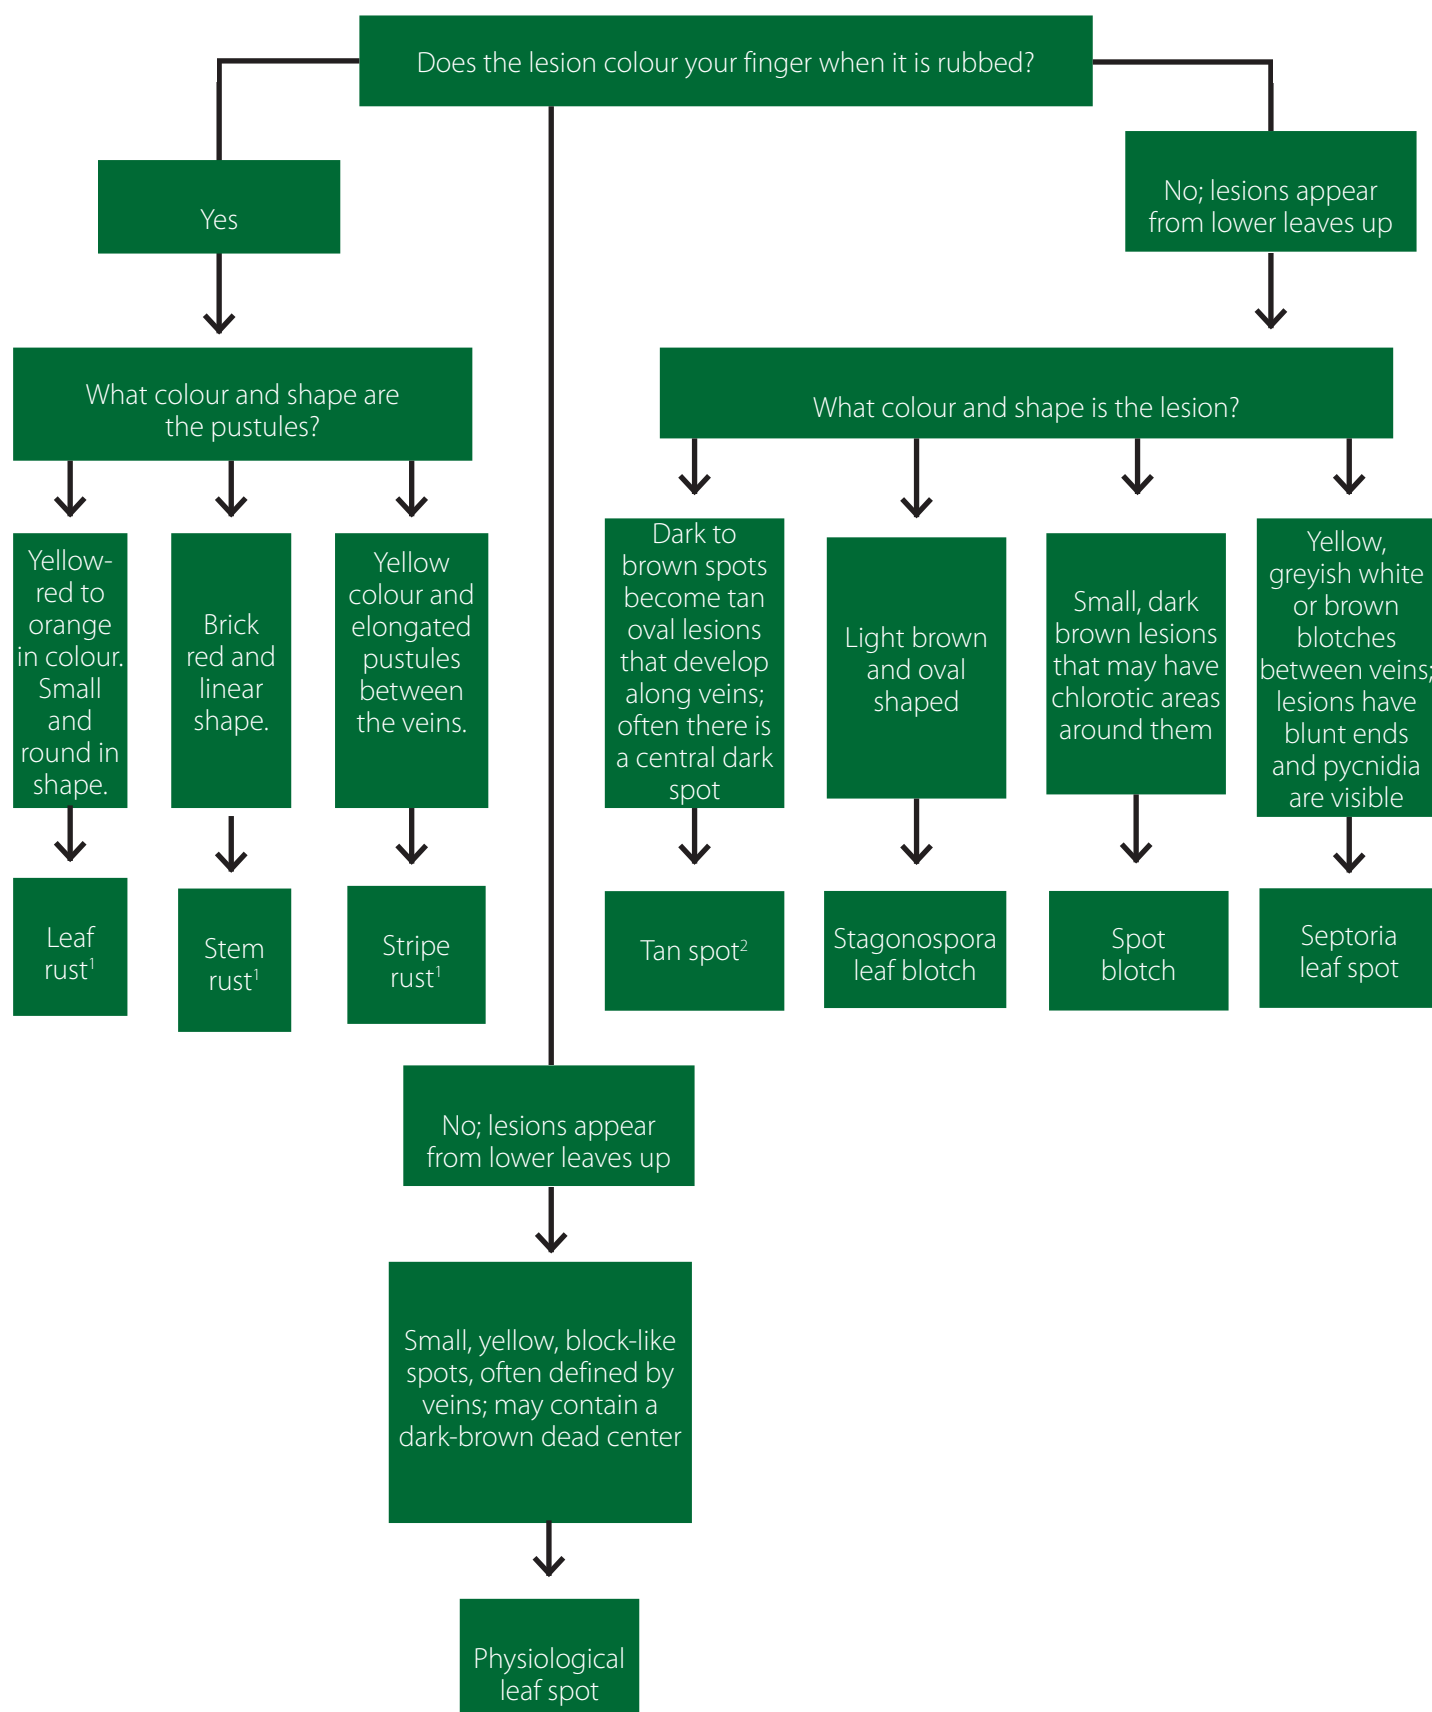 Does the lesion colour your finger when it is rubbed?
Yes
No; lesions appear
from lower leaves up
What colour and shape are
the pustules?
What colour and shape is the lesion?
Yellow-
red to
orange
in colour.
Small
and
round in
shape.
Brick
red and
linear
shape.
Yellow
colour and
elongated
pustules
between
the veins.
Dark to
brown spots
become tan
oval lesions
that develop
along veins;
often there is
a central dark
spot
Light brown
and oval
shaped
Small, dark
brown lesions
that may have
chlorotic areas
around them
Yellow,
greyish white
or brown
blotches
between veins;
lesions have
blunt ends
and pycnidia
are visible
Leaf
rust¹
Stem
rust¹
Stripe
rust¹
Tan spot²
Stagonospora
leaf blotch
Spot
blotch
Septoria
leaf spot
No; lesions appear
from lower leaves up
Small, yellow, block-like
spots, often defined by
veins; may contain a
dark-brown dead center
Physiological
leaf spot